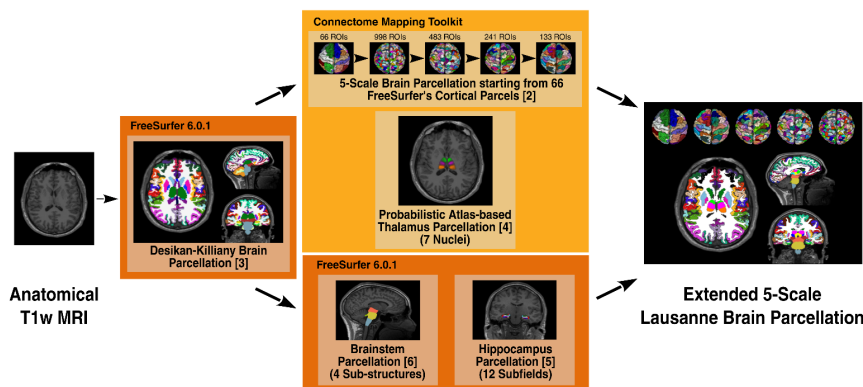 Connectome Mapping Toolkit
66 ROIs 998 ROIs 483 ROIs 241 ROIs 133 ROIs
5-Scale Brain Parcellation starting from 66
FreeSurfer's Cortical Parcels [2]
Probabilistic Atlas-based
Thalamus Parcellation [4]
(7 Nuclei)
FreeSurfer 6.0.1
Desikan-Killiany Brain
Parcellation [3]
Anatomical
T1w MRI
FreeSurfer 6.0.1
Brainstem
Parcellation [6]
(4 Sub-structures)
Hippocampus
Parcellation [5]
(12 Subfields)
Extended 5-Scale
Lausanne Brain Parcellation